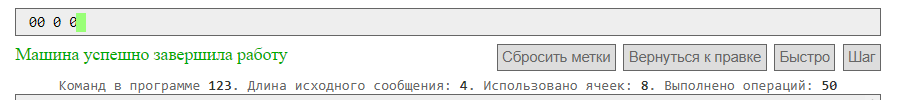 00 0 0
Машина успешно завершила работу
Сбросить метки
Вернуться к правке
Быстро
Шаг
Команд в программе 123. Длина исходного сообщения: 4. Использовано ячеек: 8. Выполнено операций: 50